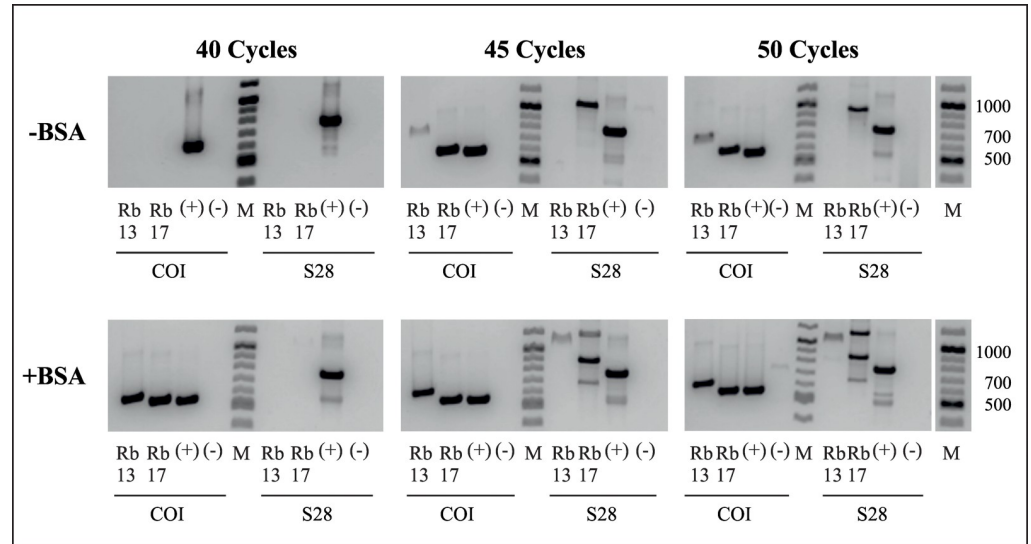 40 Cycles 45 Cycles 50 Cycles
-BSA
1000
700
500
Rb Rb (+) (-) M Rb Rb (+) (-) Rb Rb (+) (-) M Rb Rb (+) (-) Rb Rb (+) (-) M Rb Rb (+) (-) M
13 17 13 17 13 17 13 17 13 17 13 17
COI S28 COI S28 COI S28
+BSA
1000
700
500
Rb Rb (+) (-) M Rb Rb (+) (-) Rb Rb (+) (-) M Rb Rb (+) (-) Rb Rb (+) (-) M Rb Rb (+) (-) M
13 17 13 17 13 17 13 17 13 17 13 17
COI S28 COI S28 COI S28